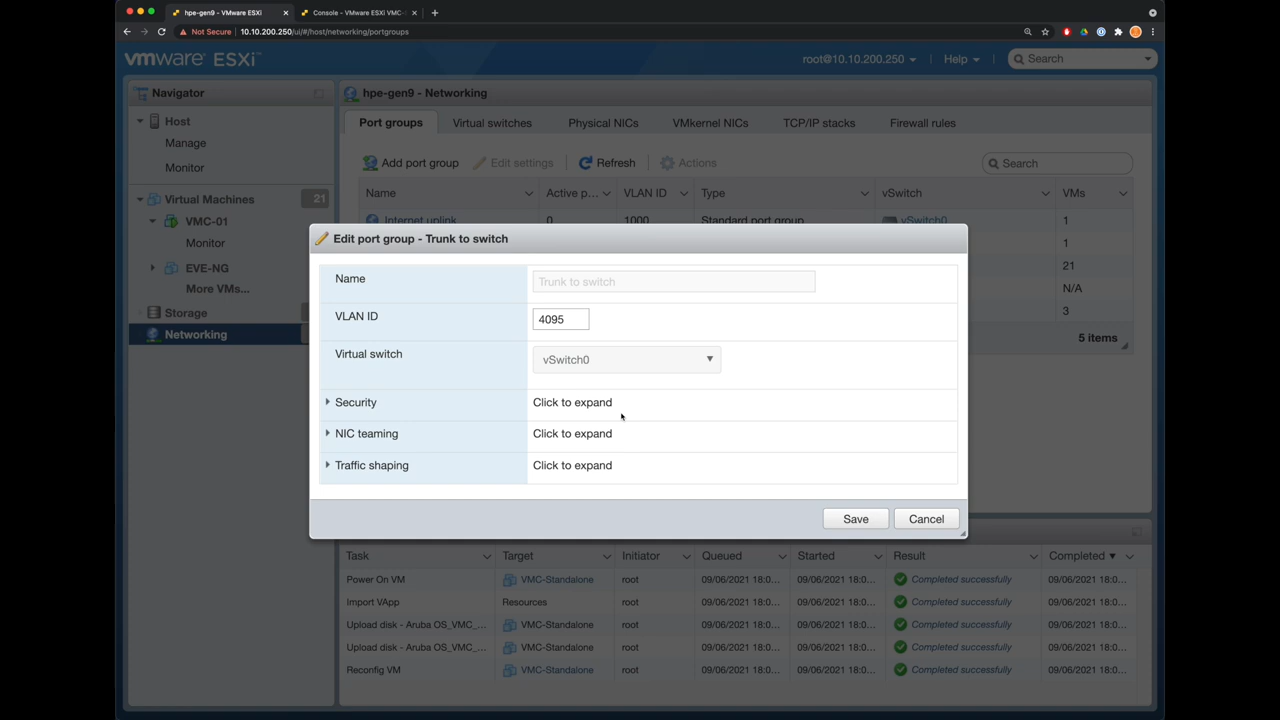 hpe-gen9 - VMware ESXi
Console - VMware ESXi VMC-
Not Secure 10.10.200.250/ui/#/host/networking/portgroups
vmware ESXi
root@10.10.200.250
Help
Search
Navigator
hpe-gen9 - Networking
Host
Manage
Monitor
Virtual Machines 21
VMC-01
Monitor
EVE-NG
More VMs...
Storage
Networking
Port groups Virtual switches Physical NICs VMkernel NICs TCP/IP stacks Firewall rules
Add port group Edit settings Refresh Actions Search
Name Active p... VLAN ID Type vSwitch VMs
Internet uplink 0 1000 Standard port group vSwitch0 1
1
21
N/A
3
5 items
Edit port group - Trunk to switch
Name Trunk to switch
VLAN ID 4095
Virtual switch vSwitch0
Security Click to expand
NIC teaming Click to expand
Traffic shaping Click to expand
Save Cancel
Task Target Initiator Queued Started Result Completed
Power On VM VMC-Standalone root 09/06/2021 18:0... 09/06/2021 18:0... Completed successfully 09/06/2021 18:0...
Import VApp Resources root 09/06/2021 18:0... 09/06/2021 18:0... Completed successfully 09/06/2021 18:0...
Upload disk - Aruba OS_VMC_... VMC-Standalone root 09/06/2021 18:0... 09/06/2021 18:0... Completed successfully 09/06/2021 18:0...
Upload disk - Aruba OS_VMC_... VMC-Standalone root 09/06/2021 18:0... 09/06/2021 18:0... Completed successfully 09/06/2021 18:0...
Reconfig VM VMC-Standalone root 09/06/2021 18:0... 09/06/2021 18:0... Completed successfully 09/06/2021 18:0...